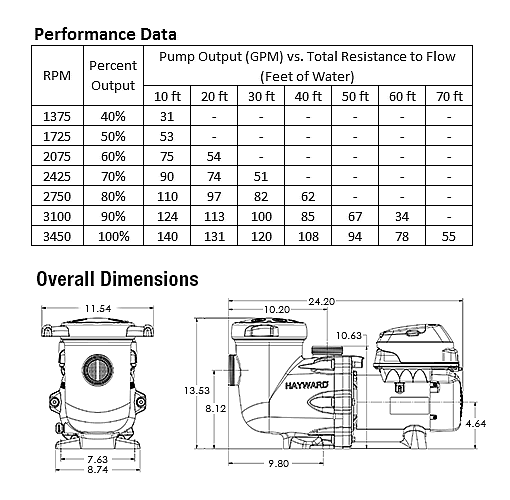 Performance Data
RPM Percent Output Pump Output (GPM) vs. Total Resistance to Flow
(Feet of Water)
10 ft 20 ft 30 ft 40 ft 50 ft 60 ft 70 ft
1375 40% 31 - - - - - -
1725 50% 53 - - - - - -
2075 60% 75 54 - - - - -
2425 70% 90 74 51 - - - -
2750 80% 110 97 82 62 - - -
3100 90% 124 113 100 85 67 34 -
3450 100% 140 131 120 108 94 78 55
Overall Dimensions
11.54
24.20
10.20
10.63
13.53
HAYWARD
8.12
4.64
7.63
8.74
9.80